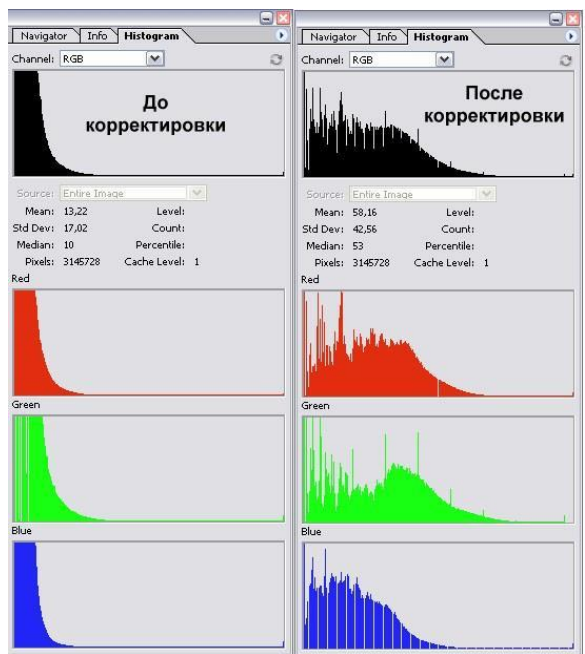 Navigator Info Histogram
Channel: RGB
До
корректировки
Source: Entire Image
Mean: 13,22 Level:
Std Dev: 17,02 Count:
Median: 10 Percentile:
Pixels: 3145728 Cache Level: 1
Red
Green
Blue
Navigator Info Histogram
Channel: RGB
После
корректировки
Source: Entire Image
Mean: 58,16 Level:
Std Dev: 42,56 Count:
Median: 53 Percentile:
Pixels: 3145728 Cache Level: 1
Red
Green
Blue